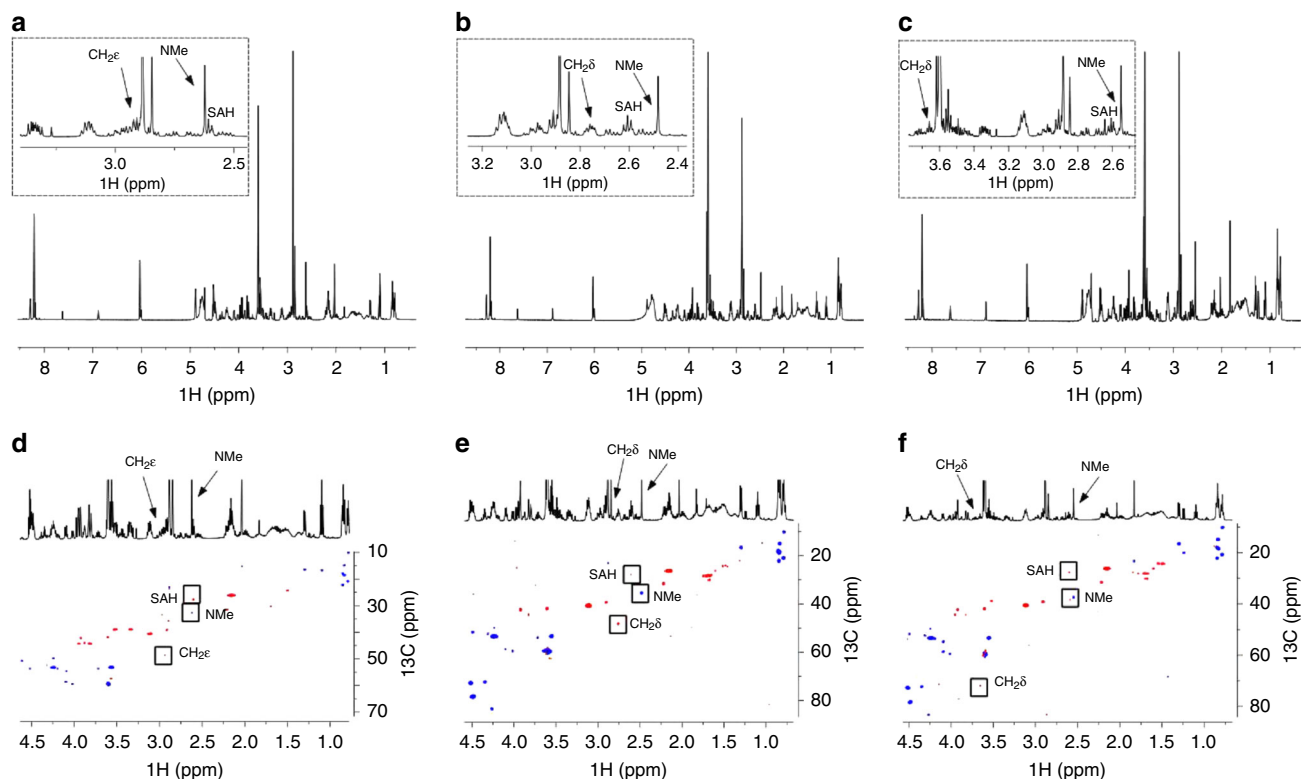 a
CH₂ε
NMe
SAH
3.0 2.5
1H (ppm)
8 7 6 5 4 3 2 1
1H (ppm)
b
CH₂δ
NMe
SAH
3.2 3.0 2.8 2.6 2.4
1H (ppm)
8 7 6 5 4 3 2 1
1H (ppm)
c
CH₂δ
NMe
SAH
3.6 3.4 3.2 3.0 2.8 2.6
1H (ppm)
8 7 6 5 4 3 2 1
1H (ppm)
d
CH₂ε
NMe
SAH
NMe
CH₂ε
10
30
50
70
13C (ppm)
4.5 4.0 3.5 3.0 2.5 2.0 1.5 1.0
1H (ppm)
e
CH₂δ
NMe
SAH
NMe
CH₂δ
20
40
60
80
13C (ppm)
4.5 4.0 3.5 3.0 2.5 2.0 1.5 1.0
1H (ppm)
f
CH₂δ
NMe
SAH
NMe
CH₂δ
20
40
60
80
13C (ppm)
4.5 4.0 3.5 3.0 2.5 2.0 1.5 1.0
1H (ppm)